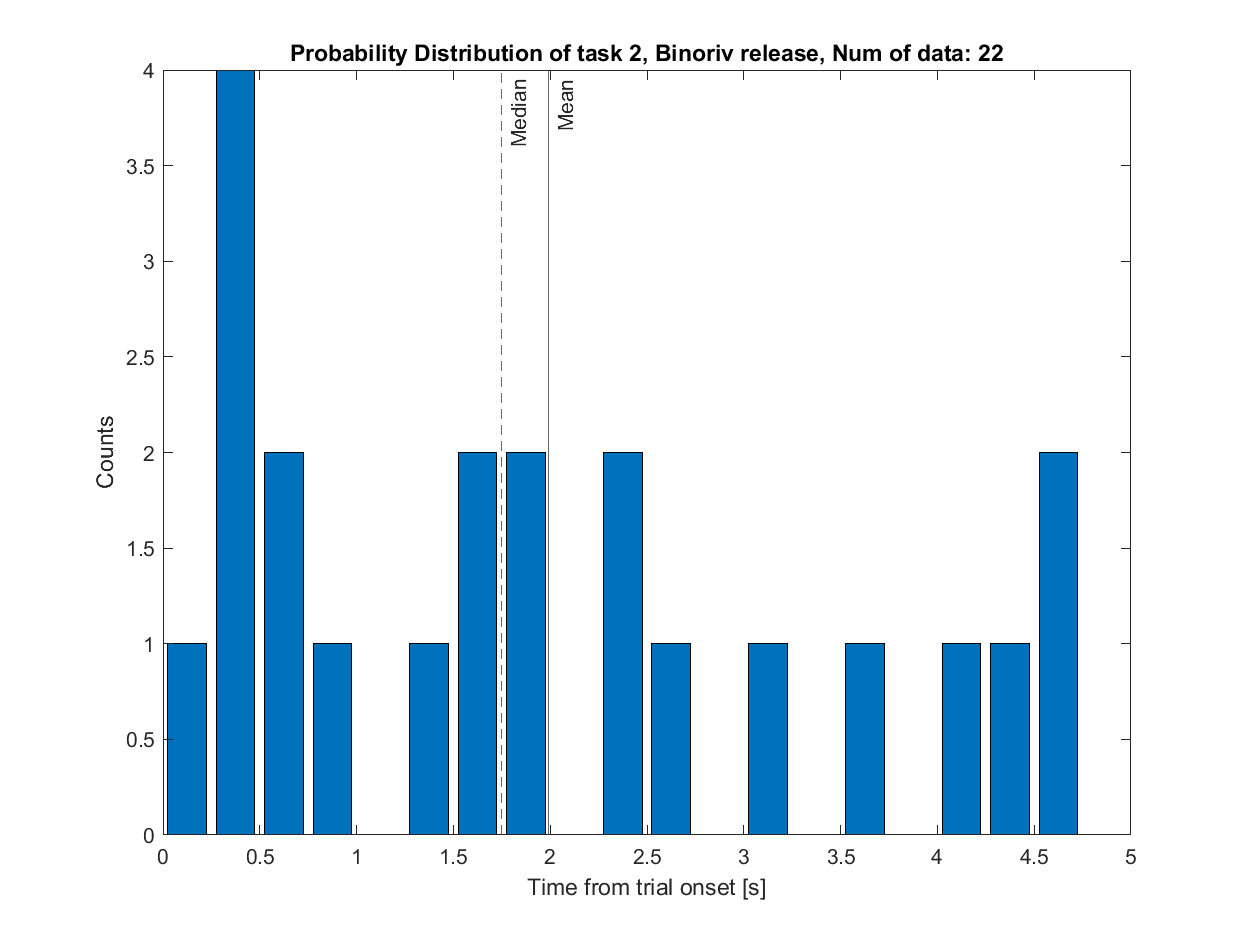 Probability Distribution of task 2, Binoriv release, Num of data: 22
4
3.5
3
2.5
2
1.5
1
0.5
0
Counts
Median
Mean
0 0.5 1 1.5 2 2.5 3 3.5 4 4.5 5
Time from trial onset [s]